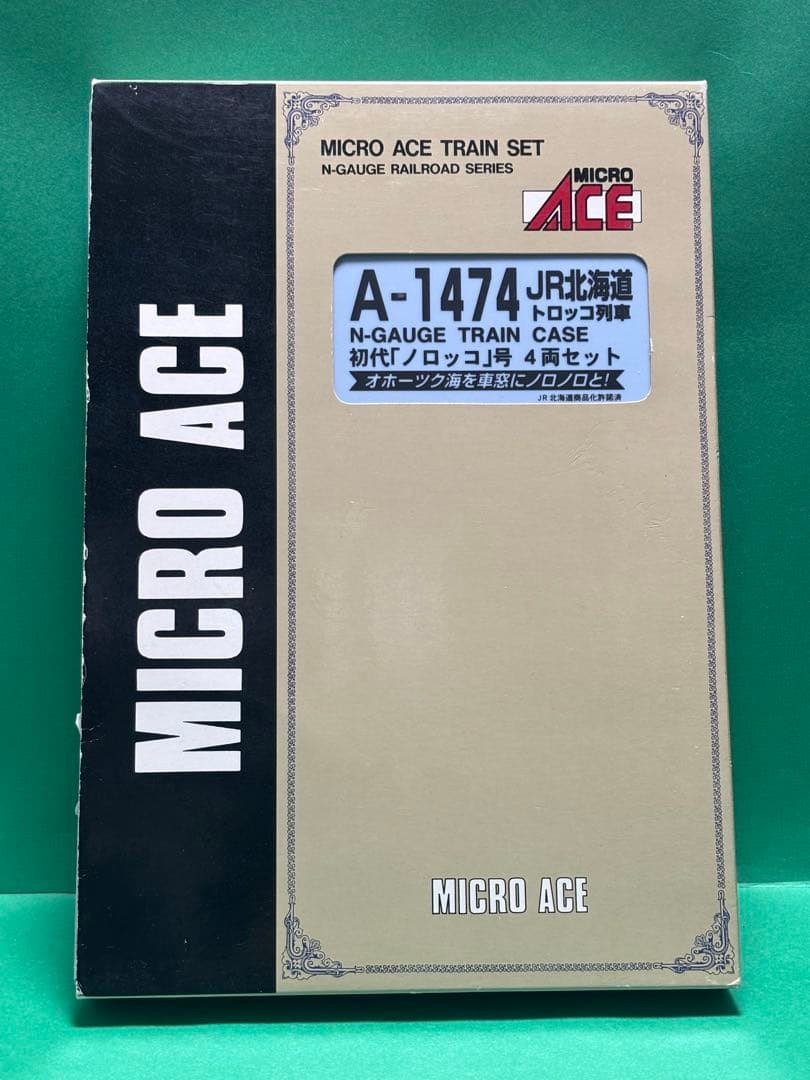 MICRO ACE
MICRO ACE TRAIN SET
N-GAUGE RAILROAD SERIES
MICRO
ACE
A-1474 JR北海道
トロッコ列車
N-GAUGE TRAIN CASE
初代「ノロッコ」号 4両セット
オホーツク海を車窓にノロノロと!
JR北海道商品化許諾済
MICRO ACE